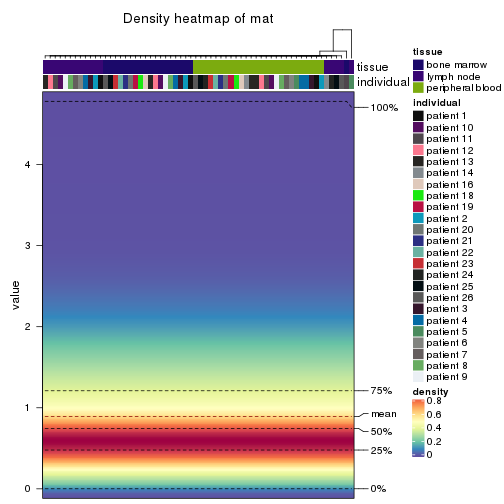 Density heatmap of mat
tissue
individual
100%
75%
mean
50%
25%
0%
value
4
3
2
1
0
tissue
bone marrow
lymph node
peripheral blood
individual
patient 1
patient 10
patient 11
patient 12
patient 13
patient 14
patient 16
patient 18
patient 19
patient 2
patient 20
patient 21
patient 22
patient 23
patient 24
patient 25
patient 26
patient 3
patient 4
patient 5
patient 6
patient 7
patient 8
patient 9
density
0.8
0.6
0.4
0.2
0